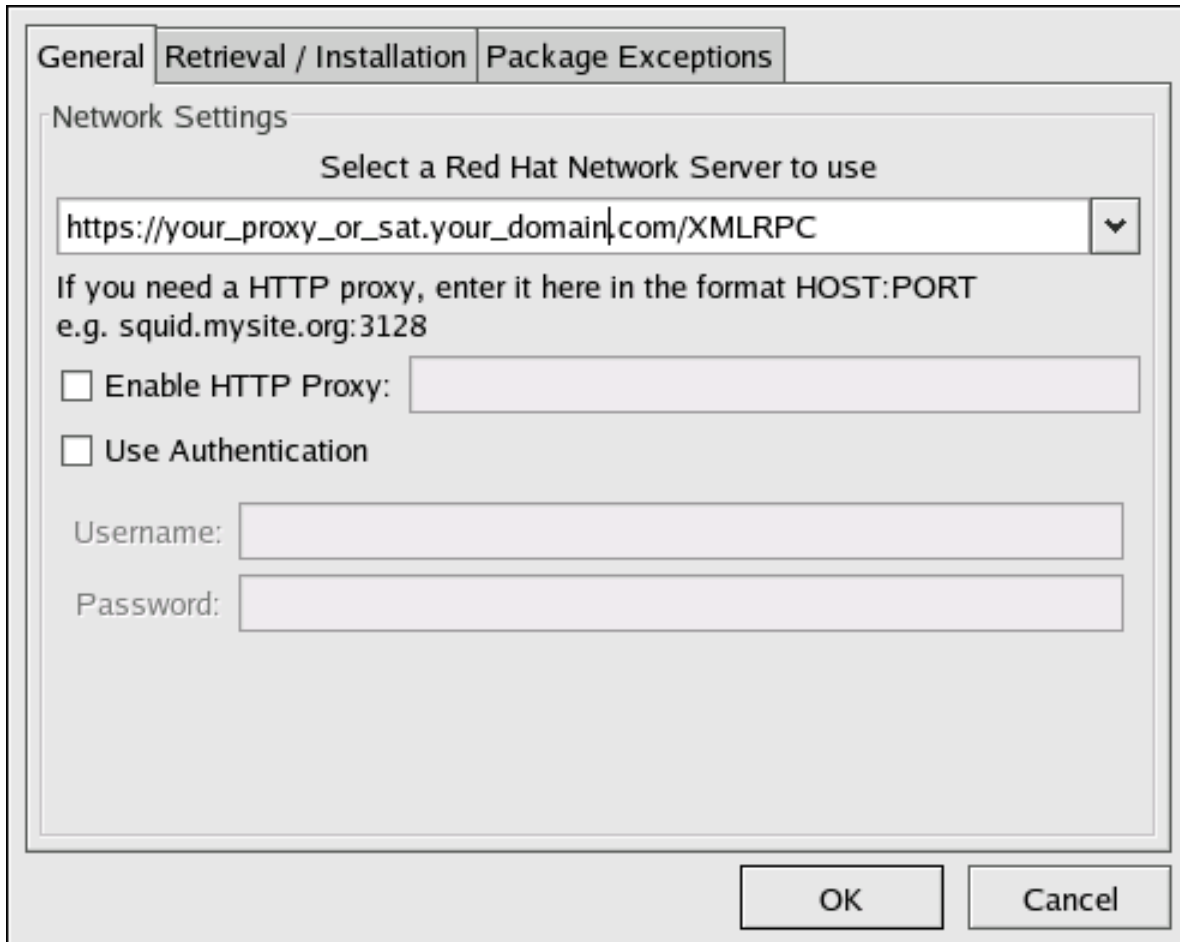 General
Retrieval / Installation
Package Exceptions
Network Settings
Select a Red Hat Network Server to use
https://your_proxy_or_sat.your_domain.com/XMLRPC
If you need a HTTP proxy, enter it here in the format HOST:PORT
e.g. squid.mysite.org:3128
Enable HTTP Proxy:
Use Authentication
Username:
Password:
OK
Cancel